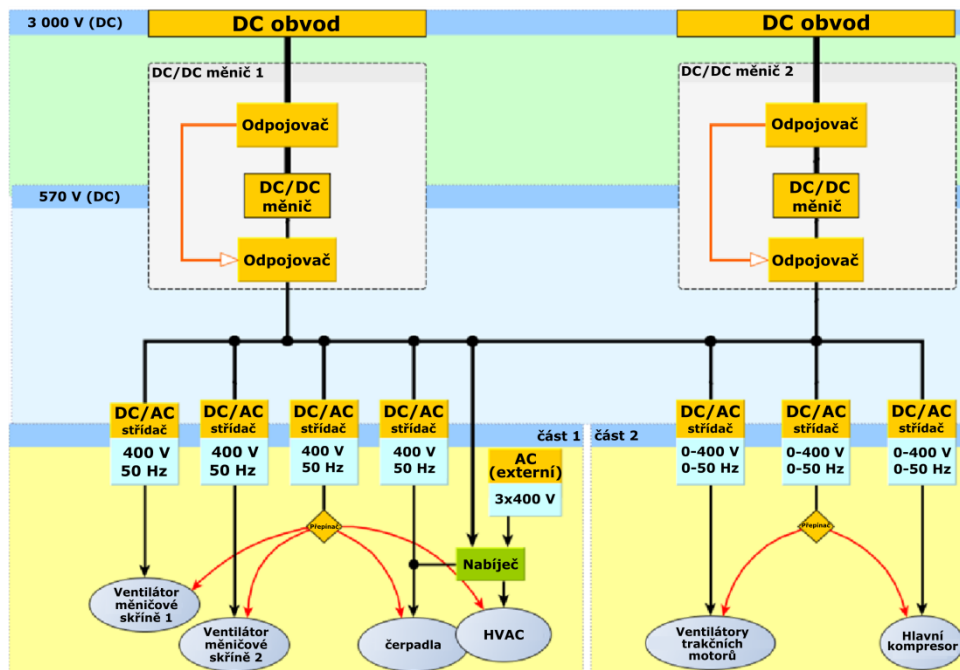 3 000 V (DC)
DC obvod
DC obvod
DC/DC měnič 1
DC/DC měnič 2
Odpojovač
Odpojovač
DC/DC
měnič
DC/DC
měnič
570 V (DC)
Odpojovač
Odpojovač
DC/AC
střídač
DC/AC
střídač
DC/AC
střídač
DC/AC
střídač
DC/AC
střídač
DC/AC
střídač
DC/AC
střídač
část 1
část 2
400 V
50 Hz
400 V
50 Hz
400 V
50 Hz
400 V
50 Hz
AC
(externí)
3x400 V
0-400 V
0-50 Hz
0-400 V
0-50 Hz
0-400 V
0-50 Hz
Přepínač
Přepínač
Nabíječ
Ventilátor
měničové
skříně 1
Ventilátor
měničové
skříně 2
čerpadla
HVAC
Ventilátory
trakčních
motorů
Hlavní
kompresor